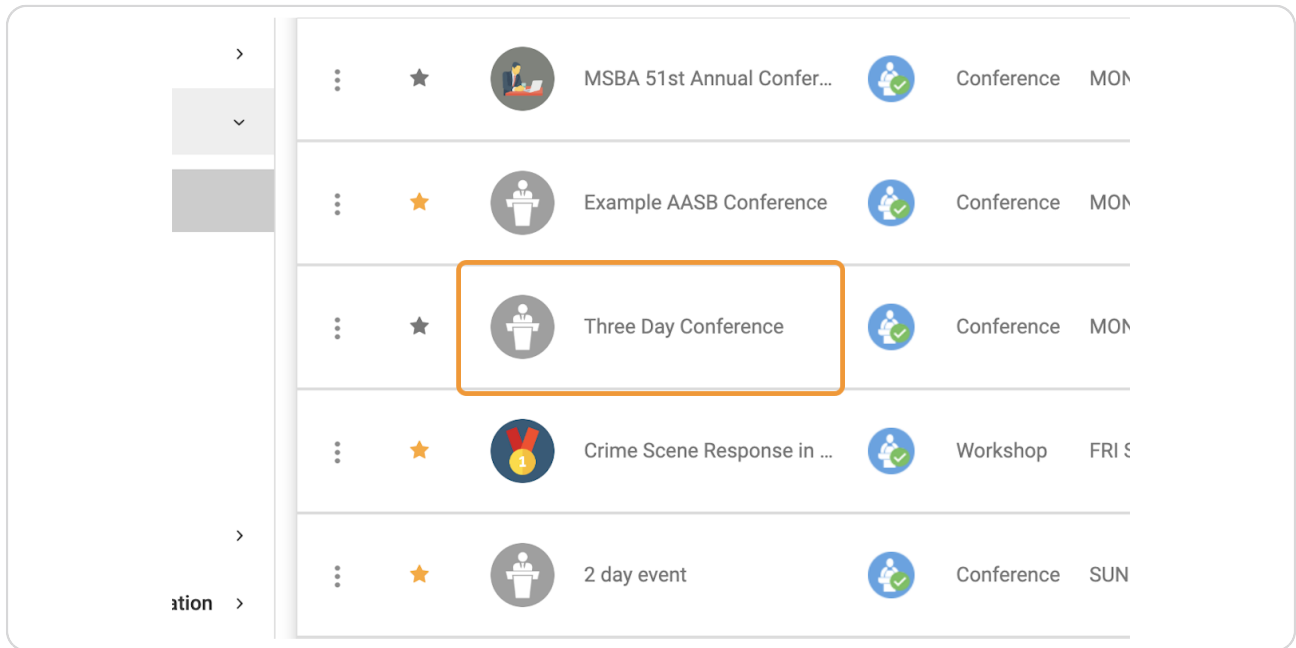 MSBA 51st Annual Confer... Conference MON
Example AASB Conference Conference MON
Three Day Conference Conference MON
Crime Scene Response in ... Workshop FRI S
1
2 day event Conference SUN
ation